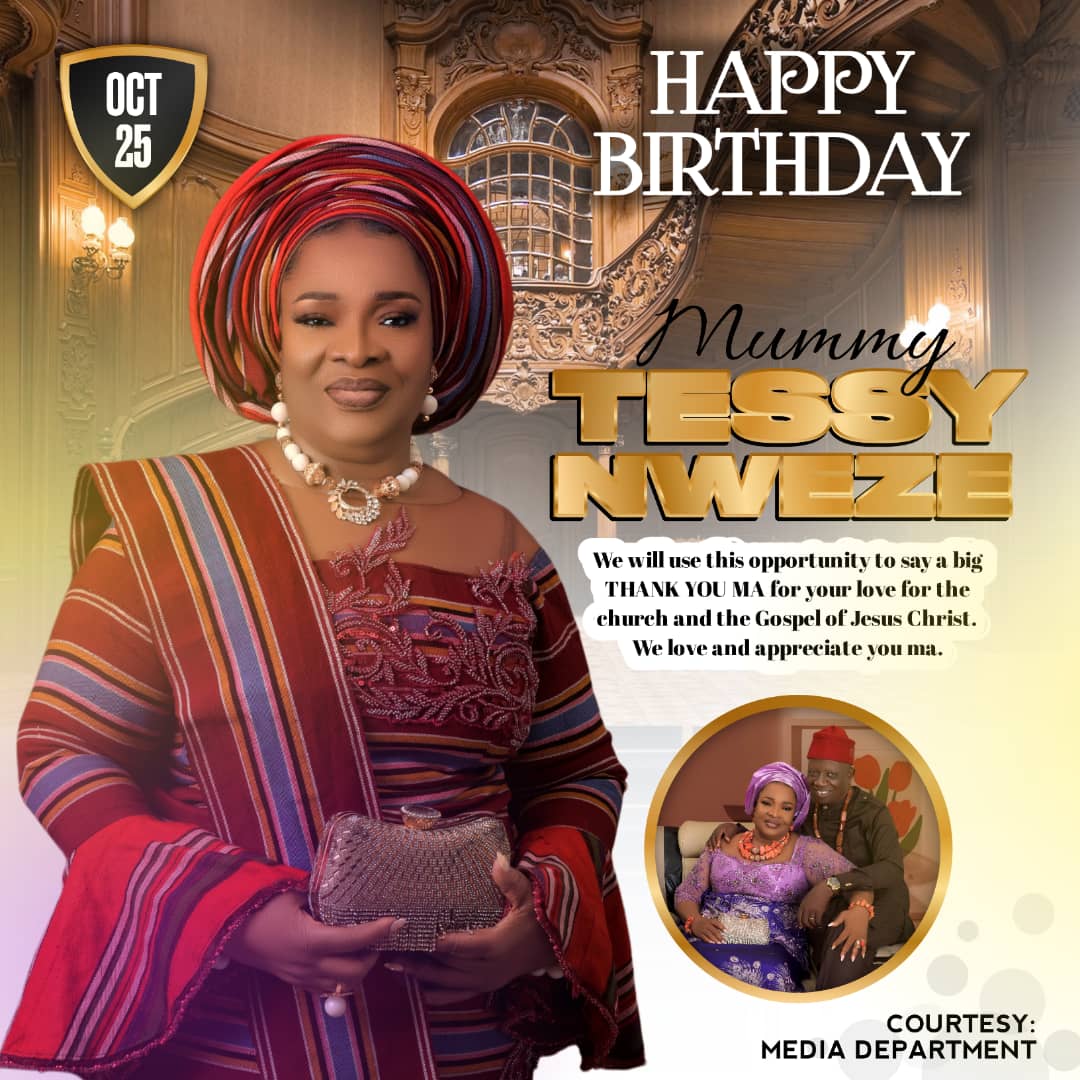 OCT
25
HAPPY
BIRTHDAY
Mummy
TESSY
NWEZE
We will use this opportunity to say a big
THANK YOU MA for your love for the
church and the Gospel of Jesus Christ.
We love and appreciate you ma.
COURTESY:
MEDIA DEPARTMENT